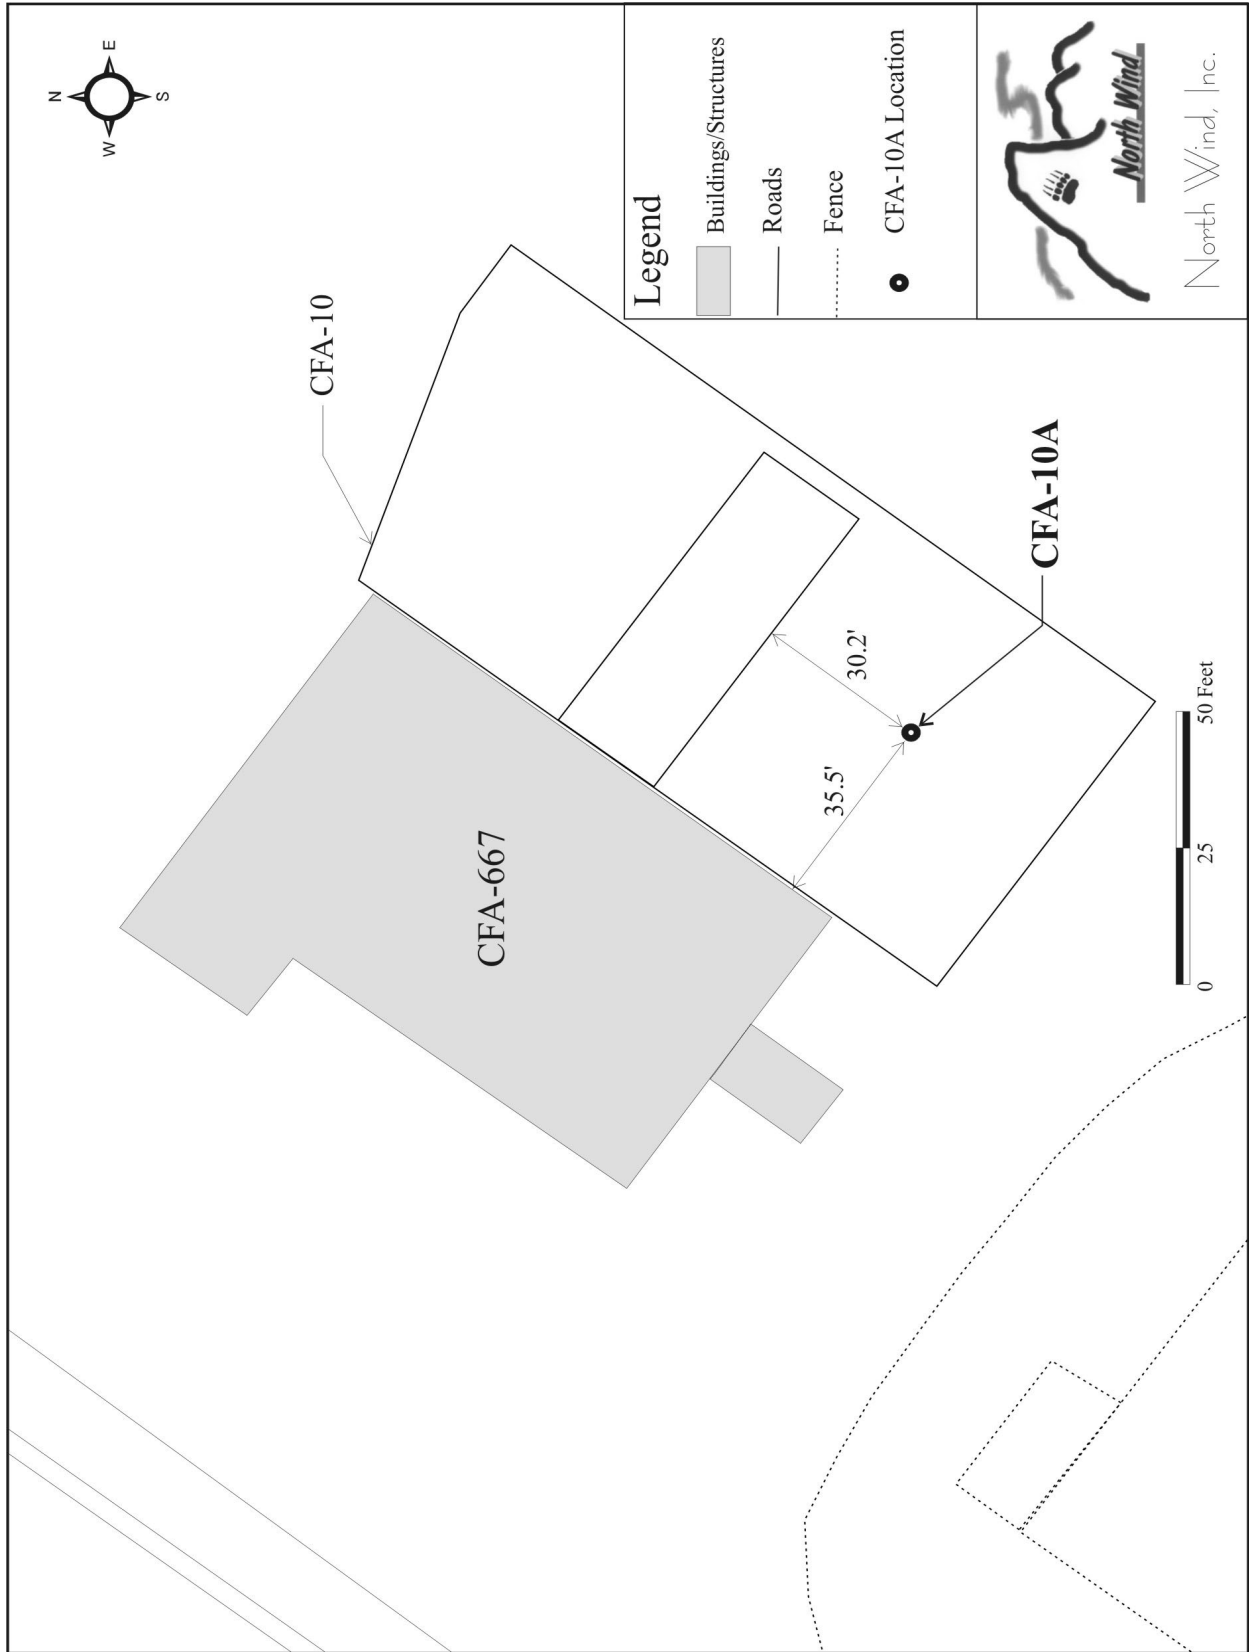 N
W
E
S
CFA-10
CFA-667
30.2'
35.5'
CFA-10A
0
25
50 Feet
Legend
Buildings/Structures
Roads
Fence
CFA-10A Location
North Wind
North Wind, Inc.